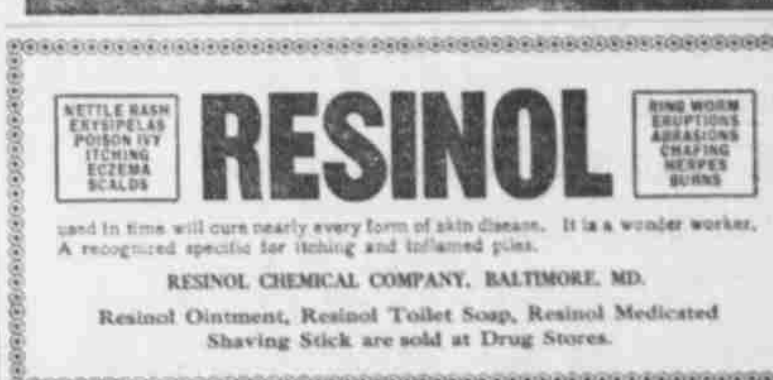 NETTLE RASH
ERYSIPELAS
POISON IVY
ITCHING
ECZEMA
SCALDS
RESINOL
RING WORM
ERUPTIONS
ABRASIONS
CHAFING
HERPES
BURNS
used in time will cure nearly every form of skin disease. It is a wonder worker.
A recognized specific for itching and inflamed piles.
RESINOL CHEMICAL COMPANY, BALTIMORE, MD.
Resinol Ointment, Resinol Toilet Soap, Resinol Medicated
Shaving Stick are sold at Drug Stores.